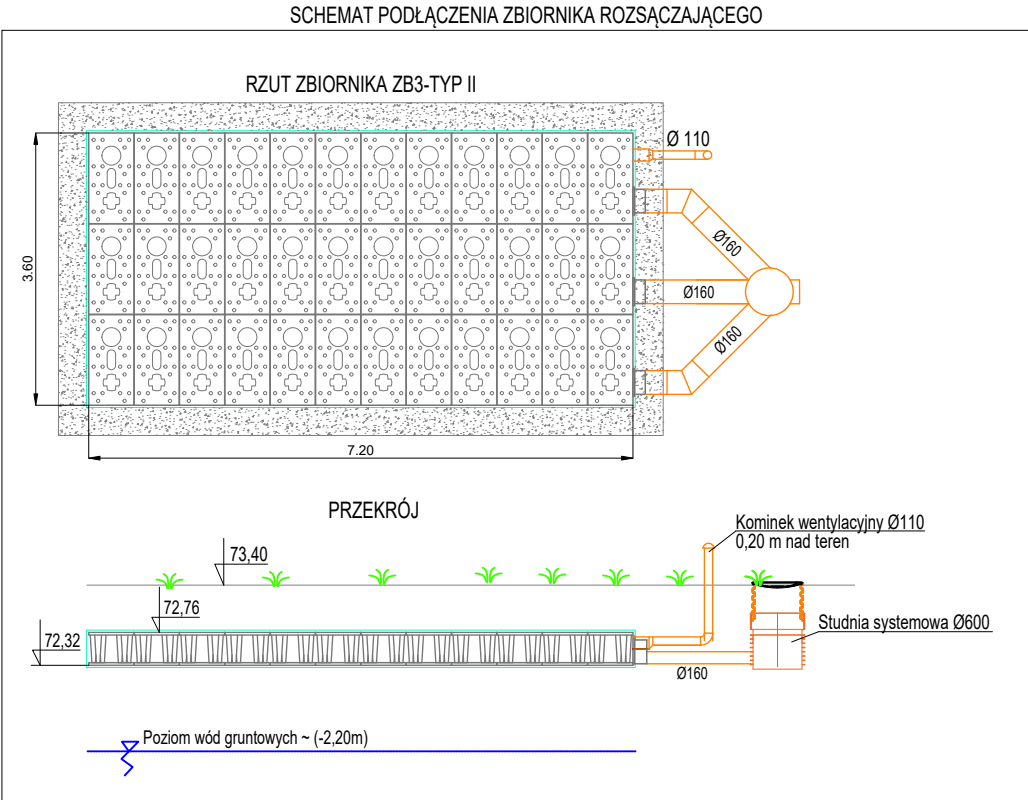 SCHEMAT PODŁĄCZENIA ZBIORNIKA ROZSĄCZAJĄCEGO
RZUT ZBIORNIKA ZB3-TYP II
Ø 110
3.60
Ø160
Ø160
Ø160
7.20
PRZEKRÓJ
Kominek wentylacyjny Ø110
0,20 m nad teren
73,40
72,76
72,32
Studnia systemowa Ø600
Ø160
Poziom wód gruntowych ~ (-2,20m)